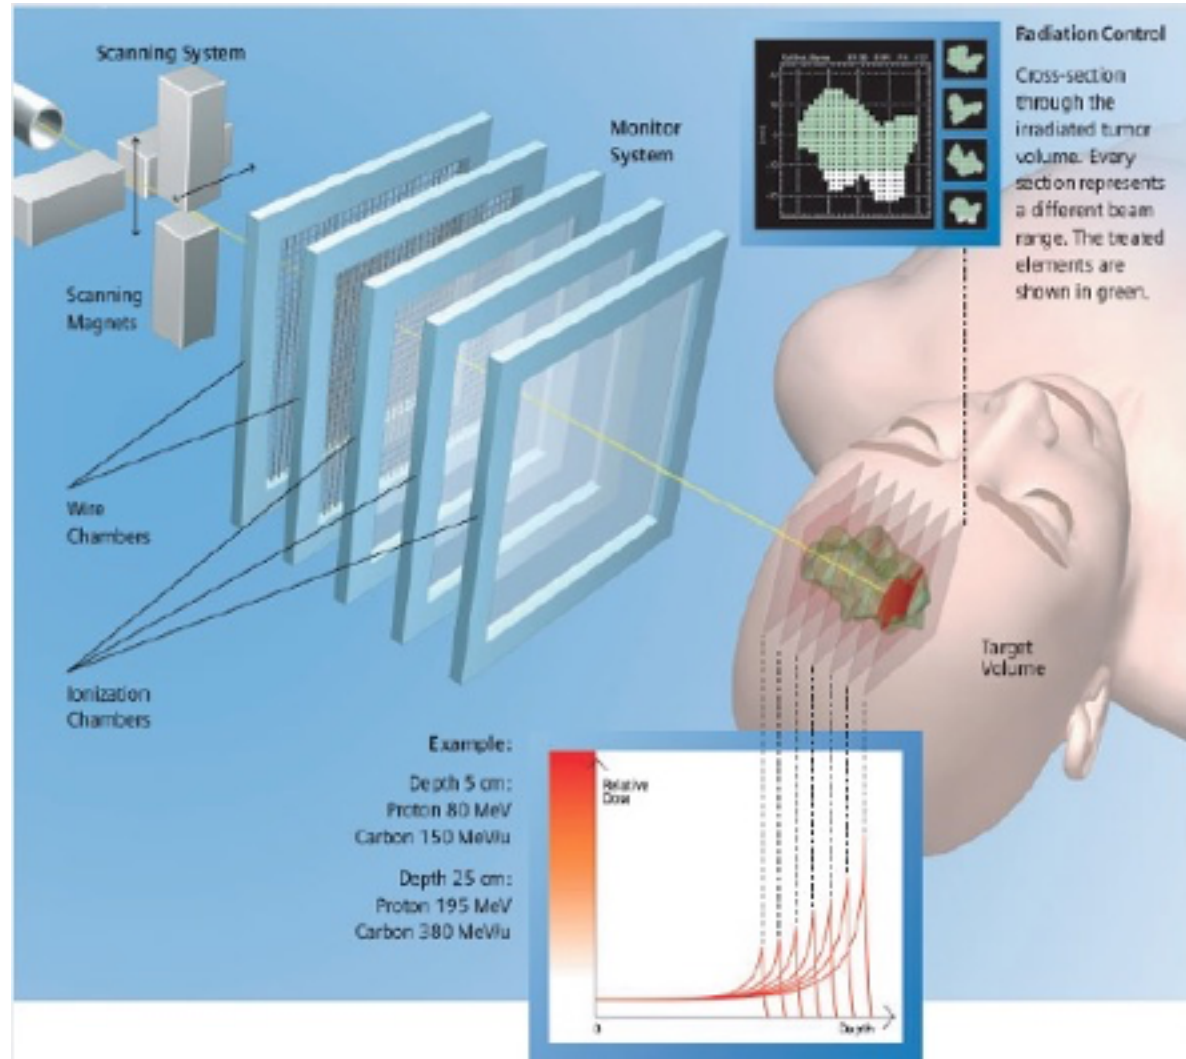 Scanning System
Scanning
Magnets
Monitor
System
Wire
Chambers
Ionization
Chambers
Radiation Control
Cross-section
through the
irradiated tumor
volume. Every
section represents
a different beam
range. The treated
elements are
shown in green.
Target
Volume
Example:
Depth 5 cm:
Proton 80 MeV
Carbon 150 MeV/u
Depth 25 cm:
Proton 195 MeV
Carbon 380 MeV/u
Relative
Dose
0
Depth